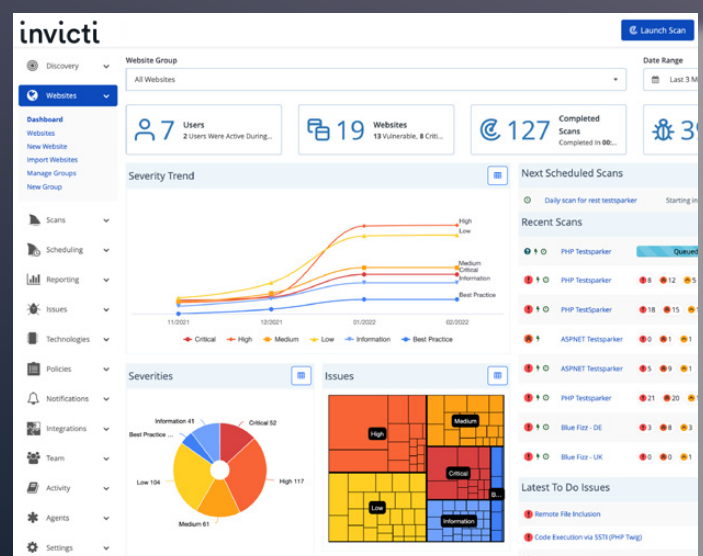 invicti
Launch Scan
Discovery
Websites
Dashboard
Websites
New Website
Import Websites
Manage Groups
New Group
Scans
Scheduling
Reporting
Issues
Technologies
Policies
Notifications
Integrations
Team
Activity
Agents
Settings
Website Group
All Websites
Date Range
Last 3 M
7 Users
2 Users Were Active During...
19 Websites
13 Vulnerable, 8 Criti...
127 Completed Scans
Completed In 00:...
39
Severity Trend
High
Low
Medium
Critical
Information
Best Practice
11/2021 12/2021 01/2022 02/2022
Critical High Medium Low Information Best Practice
Severities
Information 41
Critical 52
Best Practice ...
Low 104
High 117
Medium 61
Issues
High
Medium
Critical
Low
B...
Information
Next Scheduled Scans
Daily scan for rest testsparker Starting in
Recent Scans
PHP Testsparker Queued
PHP Testsparker 8 12 5
PHP TestSparker 18 15
ASPNET Testsparker 0 1 1
ASPNET Testsparker 5 9
PHP Testsparker 21 20
Blue Fizz - DE 3 8 3
Blue Fizz - UK 0 0 1
Latest To Do Issues
Remote File Inclusion
Code Execution via SSTI (PHP Twig)